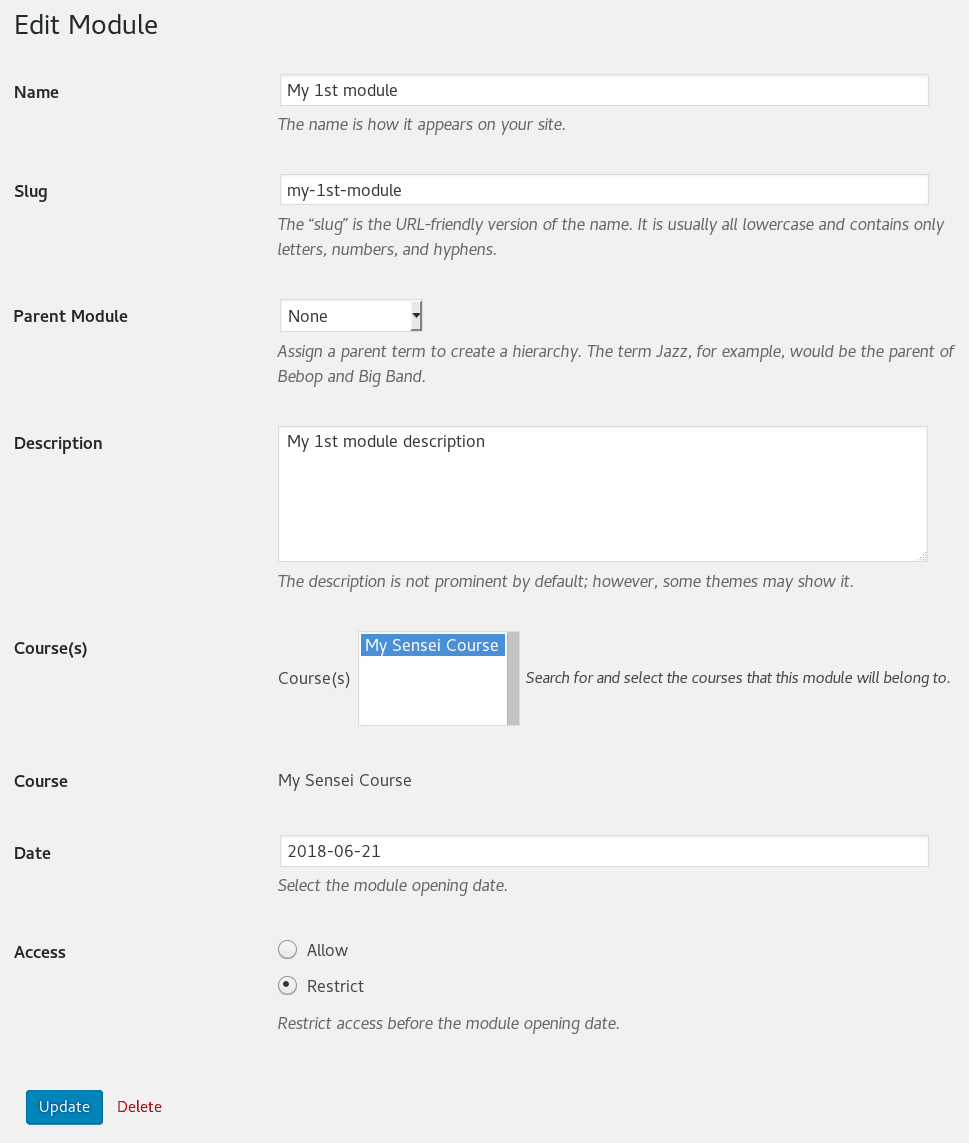 Edit Module
Name
My 1st module
The name is how it appears on your site.
Slug
my-1st-module
The “slug” is the URL-friendly version of the name. It is usually all lowercase and contains only
letters, numbers, and hyphens.
Parent Module
None
Assign a parent term to create a hierarchy. The term Jazz, for example, would be the parent of
Bebop and Big Band.
Description
My 1st module description
The description is not prominent by default; however, some themes may show it.
Course(s)
Course(s) My Sensei Course Search for and select the courses that this module will belong to.
Course
My Sensei Course
Date
2018-06-21
Select the module opening date.
Access
Allow
Restrict
Restrict access before the module opening date.
Update Delete